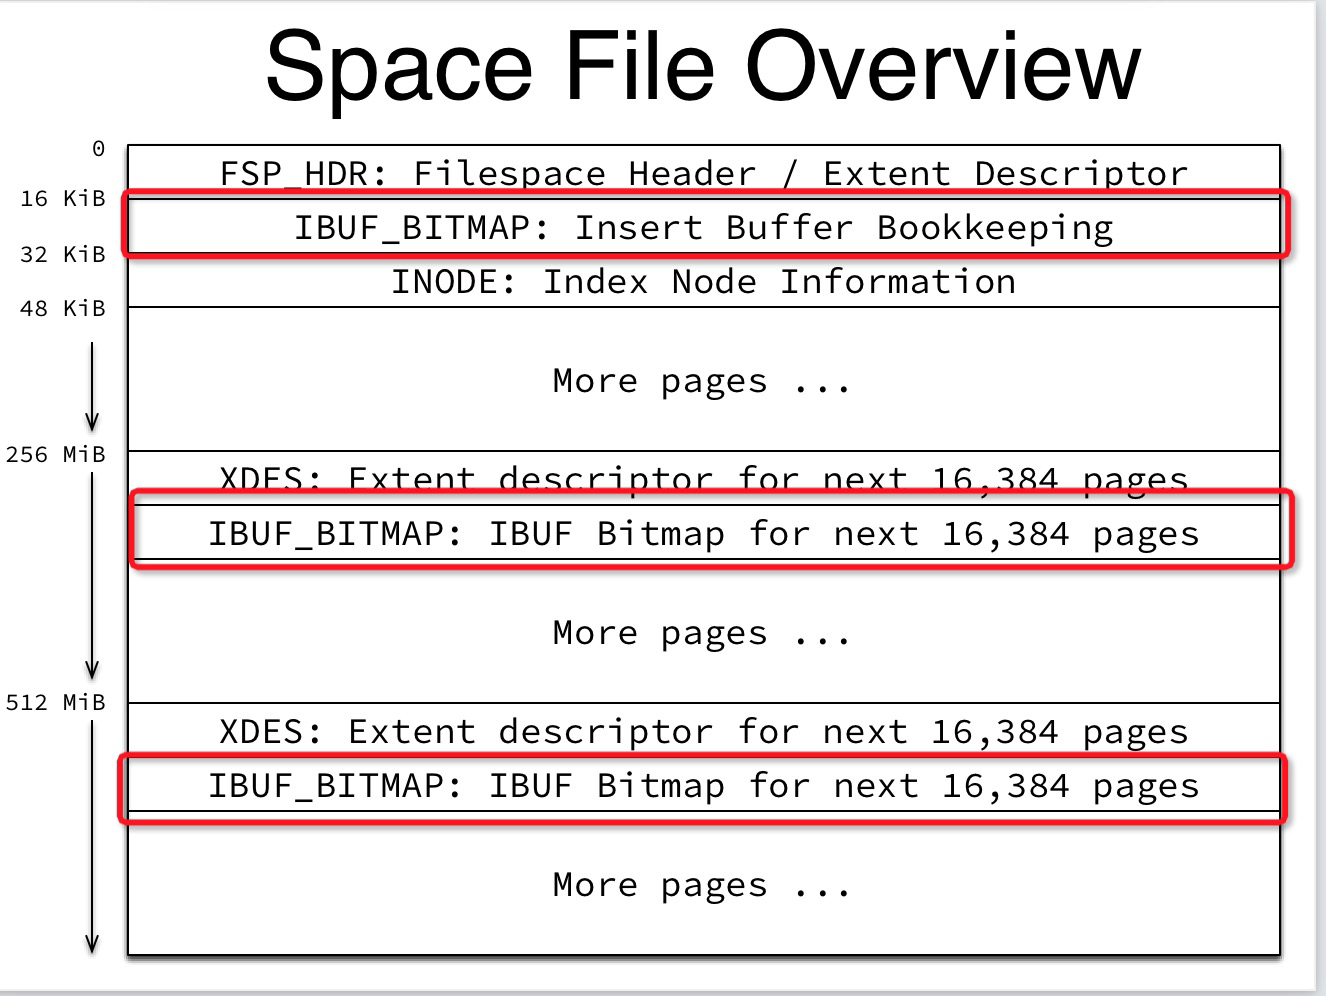 Space File Overview
0
FSP_HDR: Filespace Header / Extent Descriptor
16 KiB
IBUF_BITMAP: Insert Buffer Bookkeeping
32 KiB
INODE: Index Node Information
48 KiB
More pages ...
256 MiB
XDES: Extent descriptor for next 16,384 pages
IBUF_BITMAP: IBUF Bitmap for next 16,384 pages
More pages ...
512 MiB
XDES: Extent descriptor for next 16,384 pages
IBUF_BITMAP: IBUF Bitmap for next 16,384 pages
More pages ...